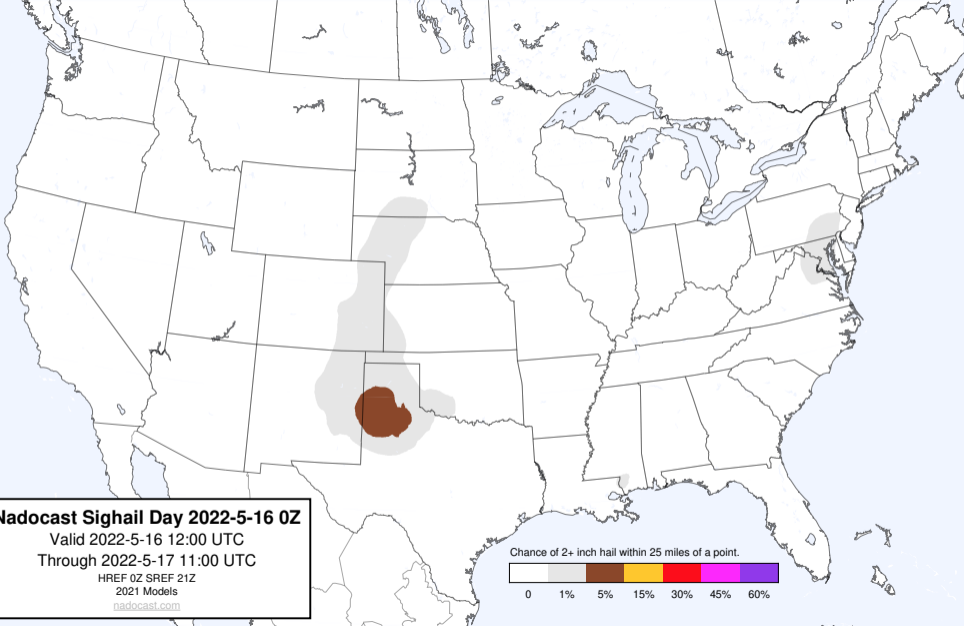 Nadocast Sighail Day 2022-5-16 0Z
Valid 2022-5-16 12:00 UTC
Through 2022-5-17 11:00 UTC
HREF 0Z SREF 21Z
2021 Models
nadocast.com
Chance of 2+ inch hail within 25 miles of a point.
0 1% 5% 15% 30% 45% 60%